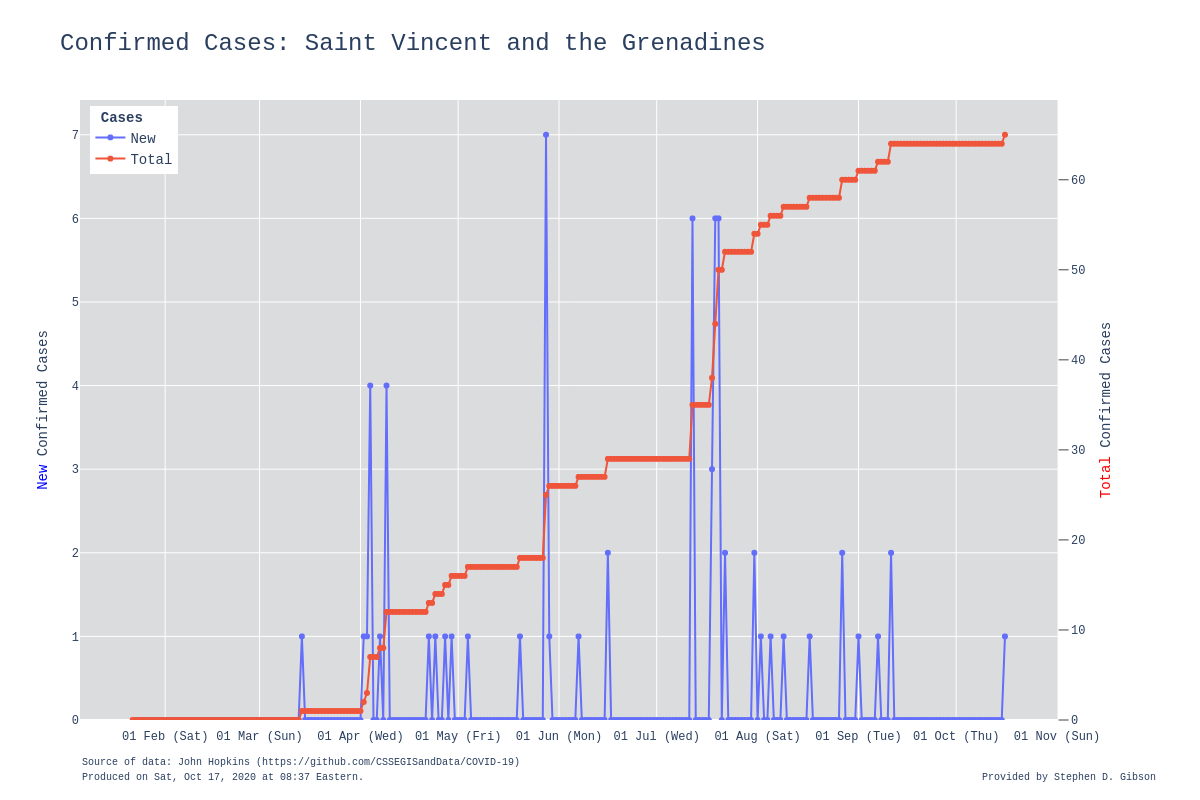 Confirmed Cases: Saint Vincent and the Grenadines
Cases
New
Total
7
6
5
4
3
2
1
0
New Confirmed Cases
60
50
40
30
20
10
0
Total Confirmed Cases
01 Feb (Sat) 01 Mar (Sun) 01 Apr (Wed) 01 May (Fri) 01 Jun (Mon) 01 Jul (Wed) 01 Aug (Sat) 01 Sep (Tue) 01 Oct (Thu) 01 Nov (Sun)
Source of data: John Hopkins (https://github.com/CSSEGISandData/COVID-19)
Produced on Sat, Oct 17, 2020 at 08:37 Eastern.
Provided by Stephen D. Gibson